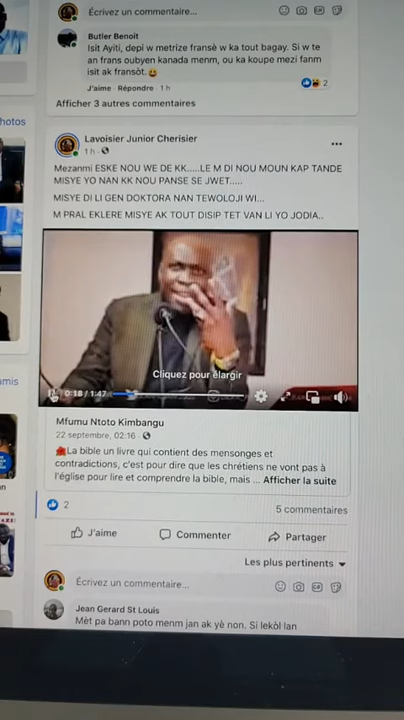 Écrivez un commentaire...
Butler Benoit
Isit Ayiti, depi w metrize fransè w ka tout bagay. Si w te
an frans oubyen kanada menm, ou ka koupe mezi fanm
isit ak fransòt.
J'aime · Répondre · 1 h
2
Afficher 3 autres commentaires
hotos
Lavoisier Junior Cherisier
1 h
Mezanmi ESKE NOU WE DE KK.....LE M DI NOU MOUN KAP TANDE
MISYE YO NAN KK NOU PANSE SE JWET.....
MISYE DI LI GEN DOKTORA NAN TEWOLOJI WI...
M PRAL EKLERE MISYE AK TOUT DISIP TET VAN LI YO JODIA..
Cliquez pour élargir
0:18 / 1:47
Mfumu Ntoto Kimbangu
22 septembre, 02:16
La bible un livre qui contient des mensonges et
contradictions, c'est pour dire que les chrétiens ne vont pas à
l'église pour lire et comprendre la bible, mais ... Afficher la suite
amis
2
5 commentaires
J'aime
Commenter
Partager
Les plus pertinents
Écrivez un commentaire...
Jean Gerard St Louis
Mèt pa bann poto menm jan ak yè non. Si lekòl lan